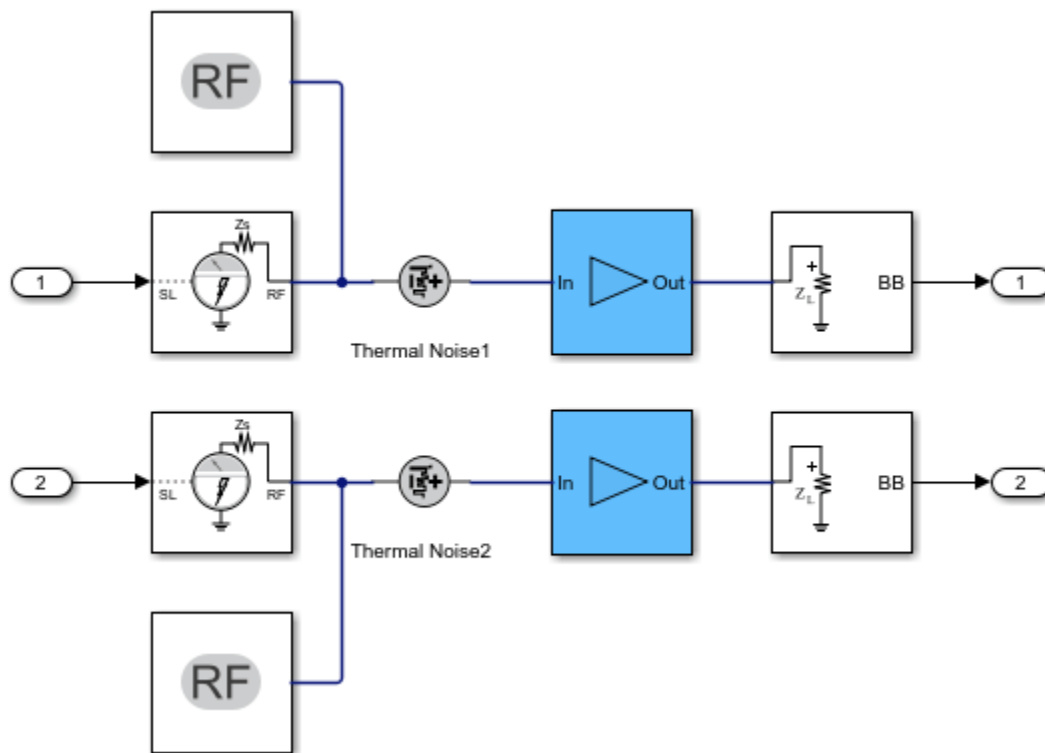 RF
Zs
1
SL
RF
Thermal Noise1
In
Out
+
Z L
BB
1
Zs
2
SL
RF
Thermal Noise2
In
Out
+
Z L
BB
2
RF